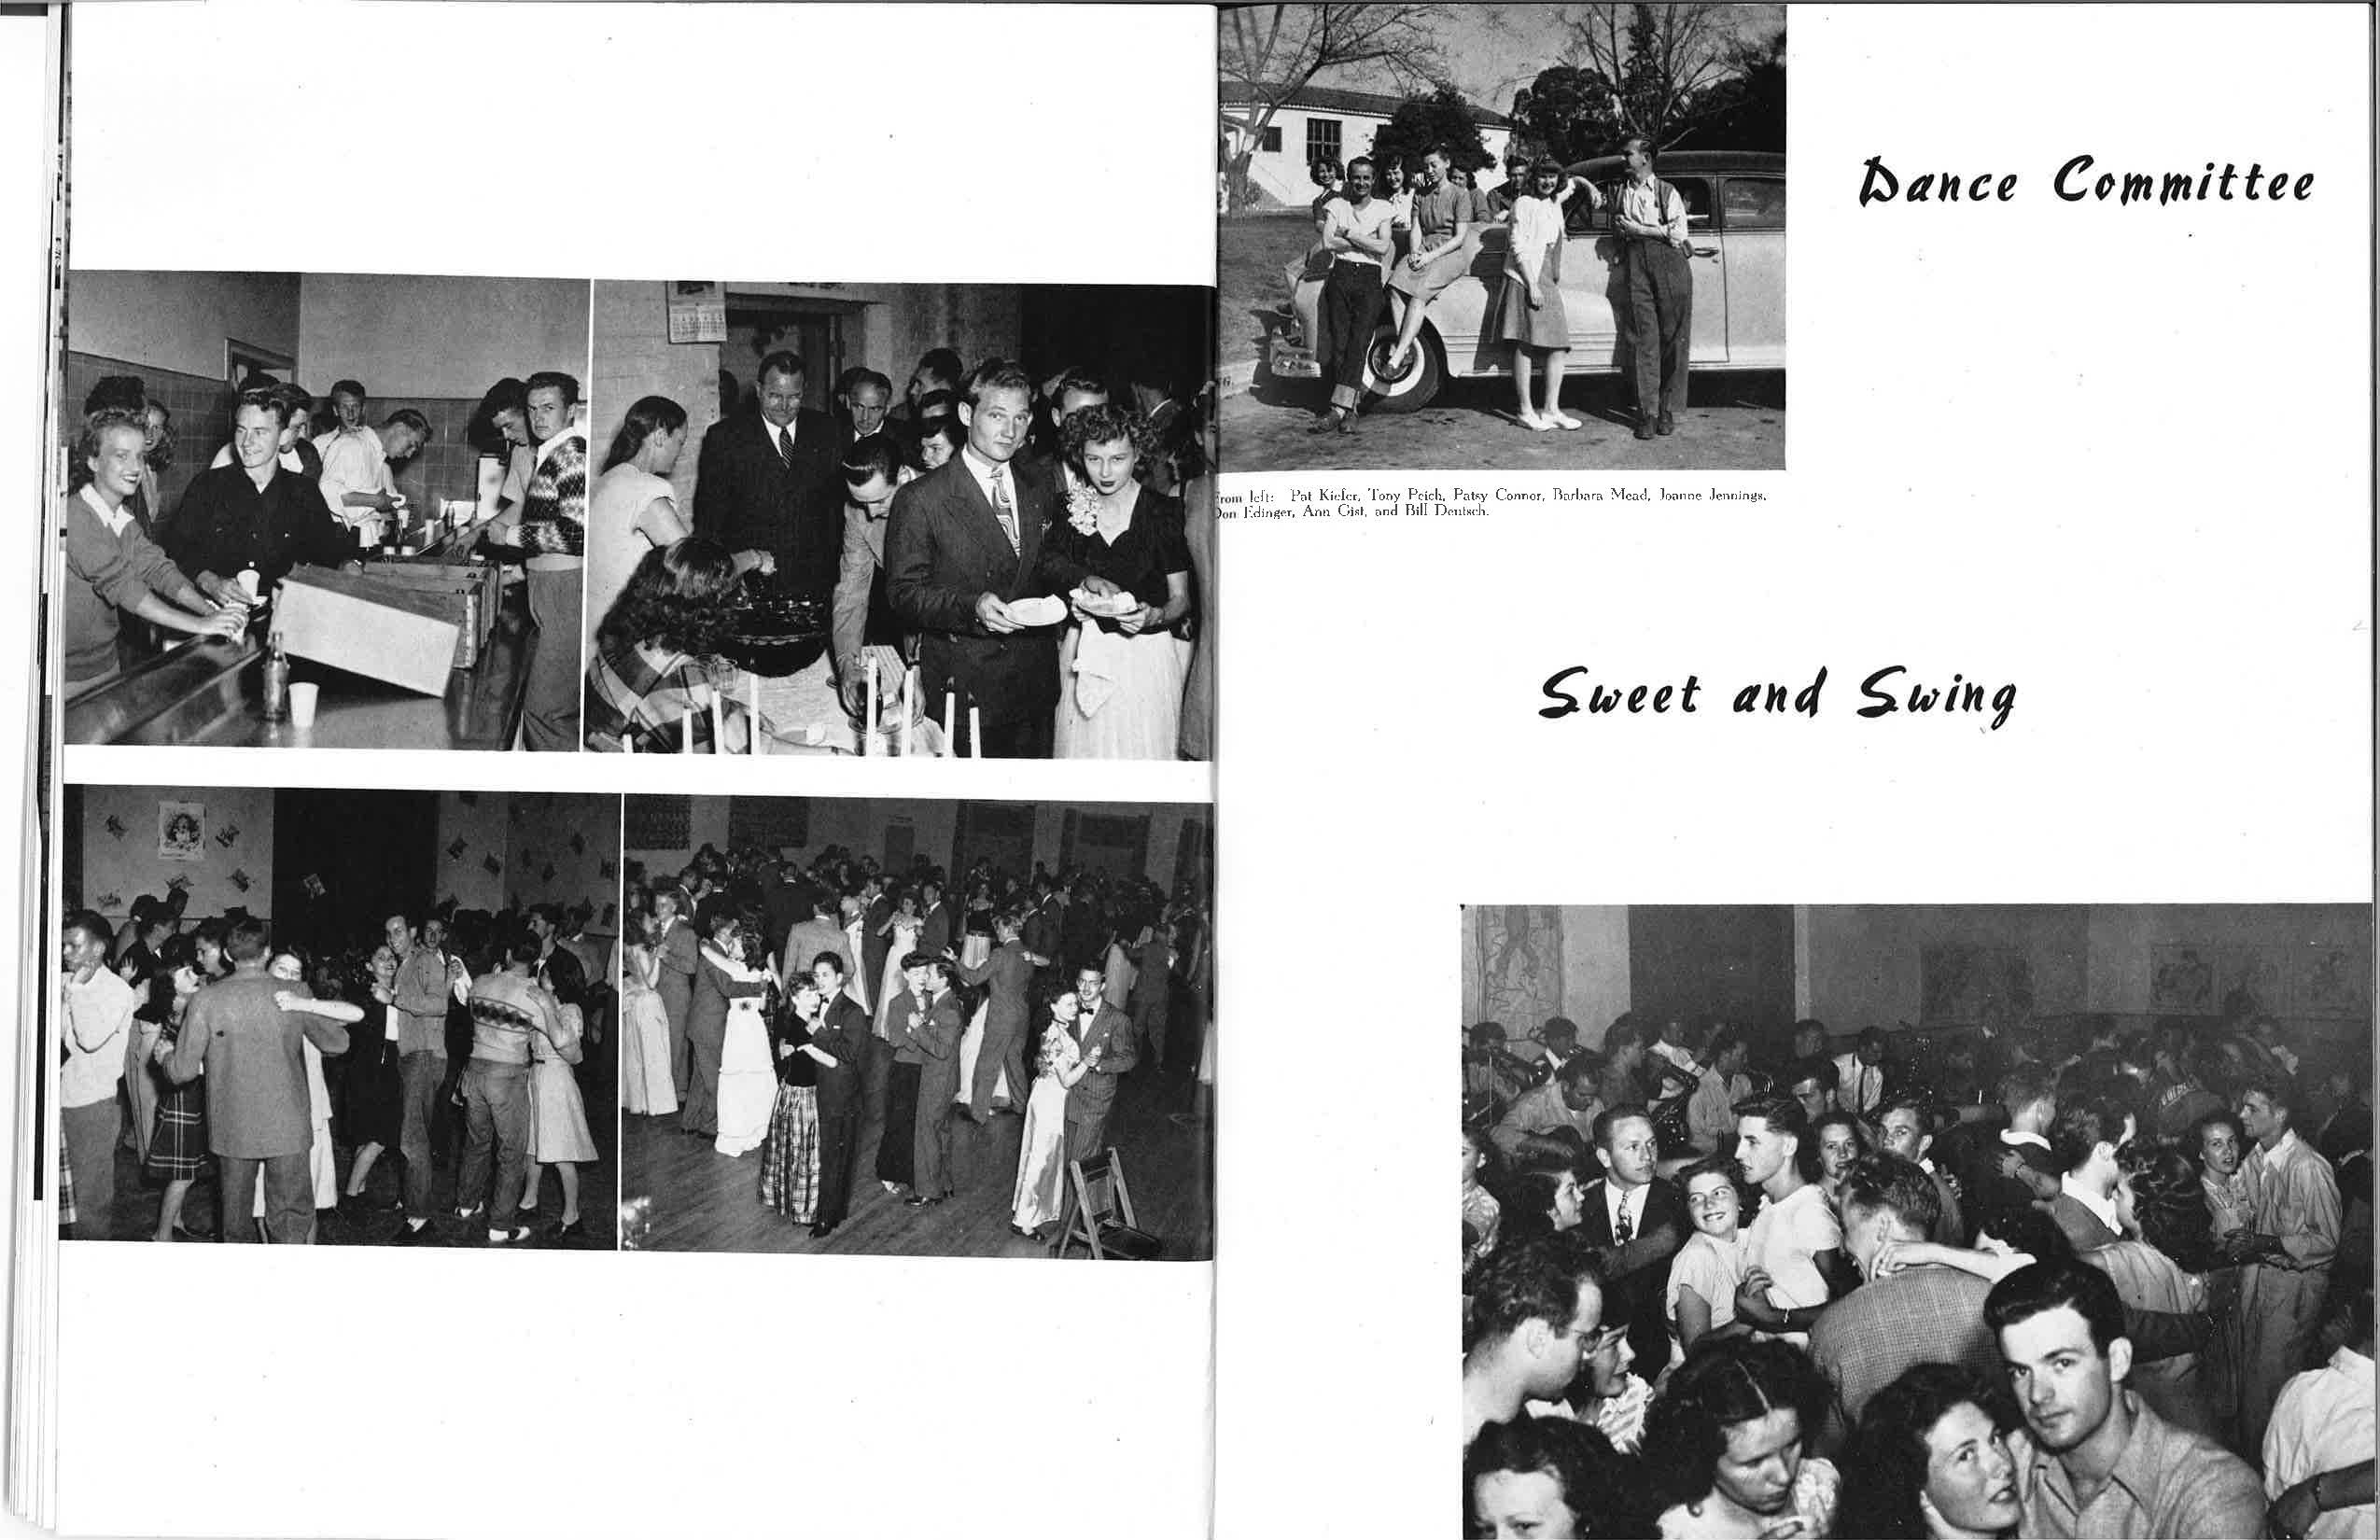 Dance Committee
From left: Pat Kiefer, Tony Peich, Patsy Connor, Barbara Mead, Joanne Jennings,
Don Edinger, Ann Gist, and Bill Deutsch.
Sweet and Swing